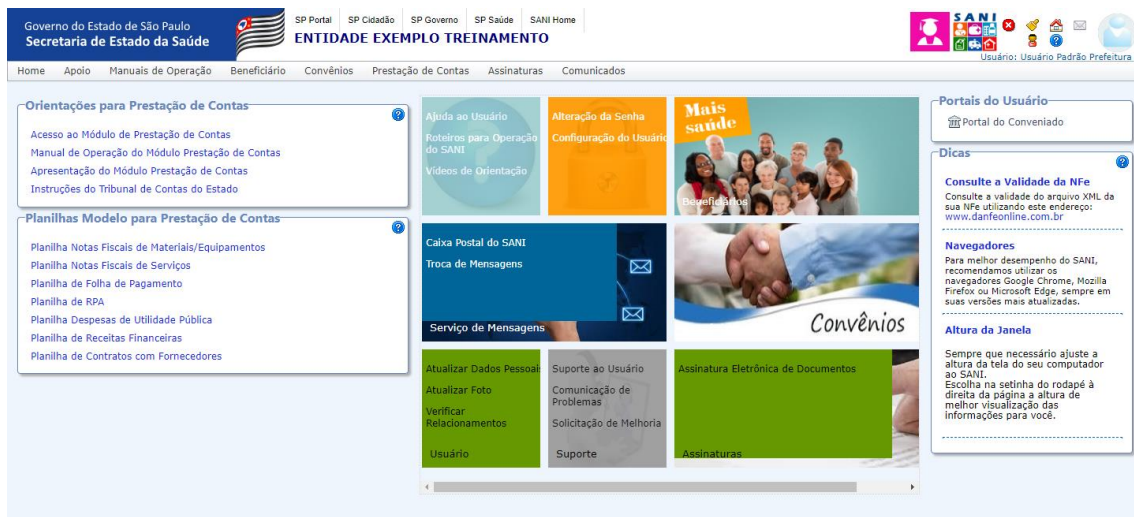 Governo do Estado de São Paulo
Secretaria de Estado da Saúde
SP Portal SP Cidadão SP Governo SP Saúde SANI Home
ENTIDADE EXEMPLO TREINAMENTO
SANI
Usuário: Usuário Padrão Prefeitura
Home Apoio Manuais de Operação Beneficiário Convênios Prestação de Contas Assinaturas Comunicados
Orientações para Prestação de Contas
Acesso ao Módulo de Prestação de Contas
Manual de Operação do Módulo Prestação de Contas
Apresentação do Módulo Prestação de Contas
Instruções do Tribunal de Contas do Estado
Planilhas Modelo para Prestação de Contas
Planilha Notas Fiscais de Materiais/Equipamentos
Planilha Notas Fiscais de Serviços
Planilha de Folha de Pagamento
Planilha de RPA
Planilha Despesas de Utilidade Pública
Planilha de Receitas Financeiras
Planilha de Contratos com Fornecedores
Ajuda ao Usuário
Roteiros para Operação
do SANI
Vídeos de Orientação
Alteração da Senha
Configuração do Usuário
Mais
saúde
Beneficiários
Caixa Postal do SANI
Troca de Mensagens
Serviço de Mensagens
Convênios
Atualizar Dados Pessoais
Atualizar Foto
Verificar
Relacionamentos
Usuário
Suporte ao Usuário
Comunicação de
Problemas
Solicitação de Melhoria
Suporte
Assinatura Eletrônica de Documentos
Assinaturas
Portais do Usuário
Portal do Conveniado
Dicas
Consulte a Validade da NFe
Consulte a validade do arquivo XML da
sua NFe utilizando este endereço:
www.danfeonline.com.br
Navegadores
Para melhor desempenho do SANI,
recomendamos utilizar os
navegadores Google Chrome, Mozilla
Firefox ou Microsoft Edge, sempre em
suas versões mais atualizadas.
Altura da Janela
Sempre que necessário ajuste a
altura da tela do seu computador
ao SANI.
Escolha na setinha do rodapé à
direita da página a altura de
melhor visualização das
informações para você.